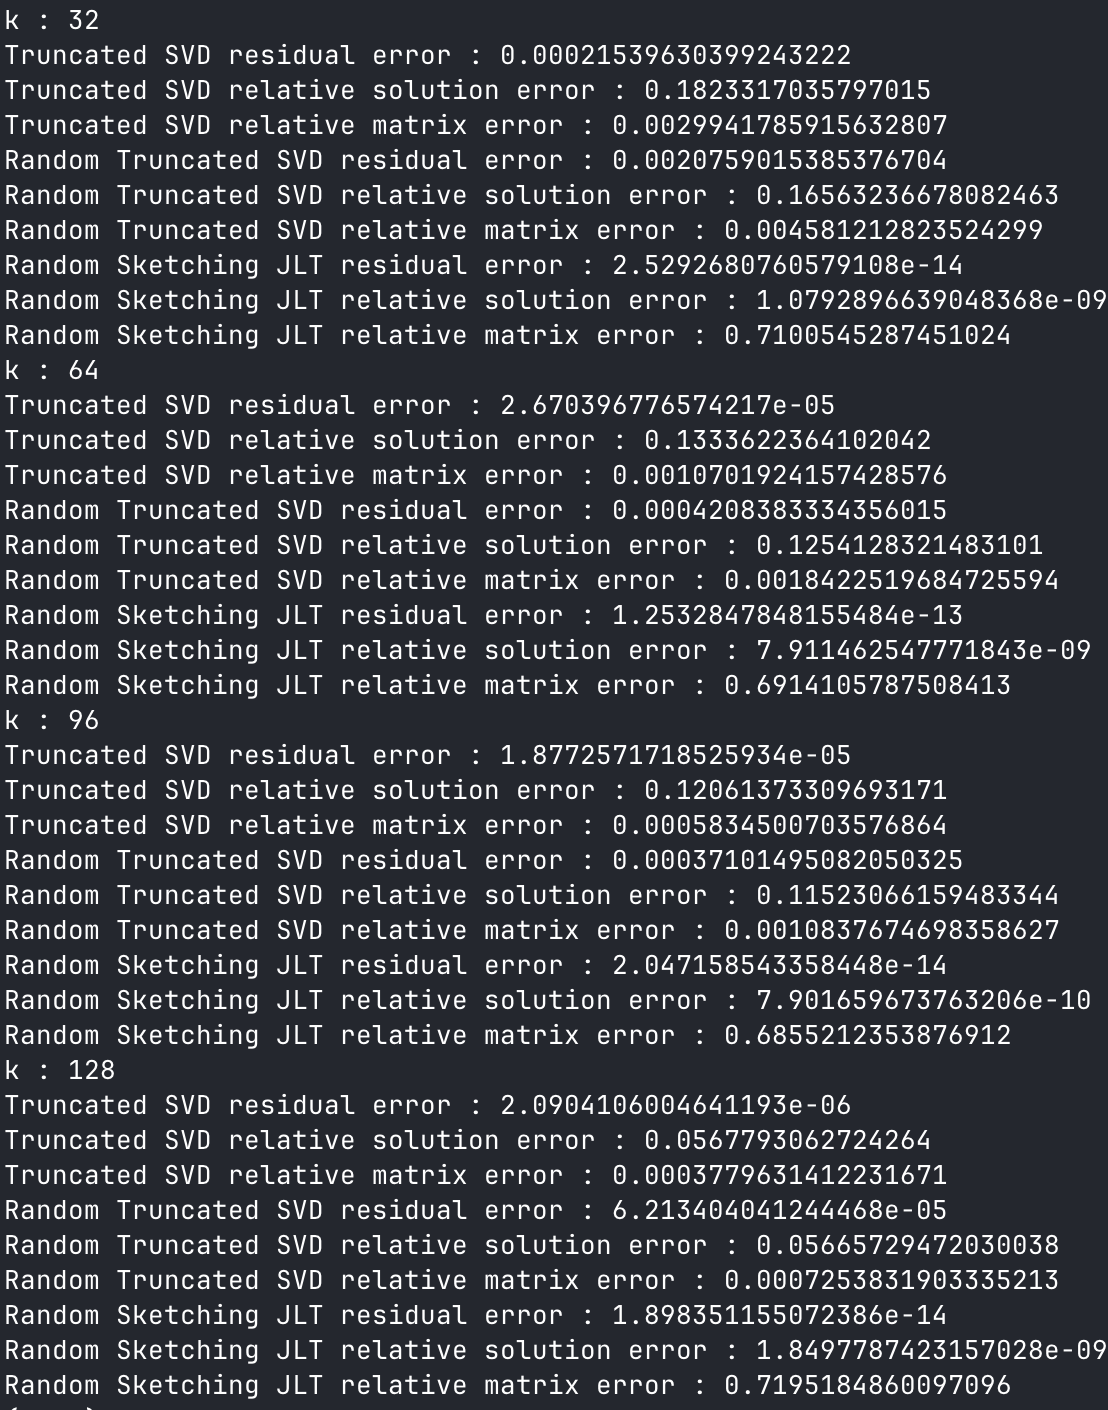 k : 32
Truncated SVD residual error : 0.00021539630399243222
Truncated SVD relative solution error : 0.1823317035797015
Truncated SVD relative matrix error : 0.0029941785915632807
Random Truncated SVD residual error : 0.0020759015385376704
Random Truncated SVD relative solution error : 0.16563236678082463
Random Truncated SVD relative matrix error : 0.004581212823524299
Random Sketching JLT residual error : 2.5292680760579108e-14
Random Sketching JLT relative solution error : 1.0792896639048368e-09
Random Sketching JLT relative matrix error : 0.7100545287451024
k : 64
Truncated SVD residual error : 2.670396776574217e-05
Truncated SVD relative solution error : 0.1333622364102042
Truncated SVD relative matrix error : 0.0010701924157428576
Random Truncated SVD residual error : 0.0004208383334356015
Random Truncated SVD relative solution error : 0.1254128321483101
Random Truncated SVD relative matrix error : 0.0018422519684725594
Random Sketching JLT residual error : 1.2532847848155484e-13
Random Sketching JLT relative solution error : 7.911462547771843e-09
Random Sketching JLT relative matrix error : 0.6914105787508413
k : 96
Truncated SVD residual error : 1.8772571718525934e-05
Truncated SVD relative solution error : 0.12061373309693171
Truncated SVD relative matrix error : 0.0005834500703576864
Random Truncated SVD residual error : 0.00037101495082050325
Random Truncated SVD relative solution error : 0.11523066159483344
Random Truncated SVD relative matrix error : 0.0010837674698358627
Random Sketching JLT residual error : 2.047158543358448e-14
Random Sketching JLT relative solution error : 7.901659673763206e-10
Random Sketching JLT relative matrix error : 0.6855212353876912
k : 128
Truncated SVD residual error : 2.0904106004641193e-06
Truncated SVD relative solution error : 0.0567793062724264
Truncated SVD relative matrix error : 0.0003779631412231671
Random Truncated SVD residual error : 6.213404041244468e-05
Random Truncated SVD relative solution error : 0.05665729472030038
Random Truncated SVD relative matrix error : 0.0007253831903335213
Random Sketching JLT residual error : 1.898351155072386e-14
Random Sketching JLT relative solution error : 1.8497787423157028e-09
Random Sketching JLT relative matrix error : 0.7195184860097096